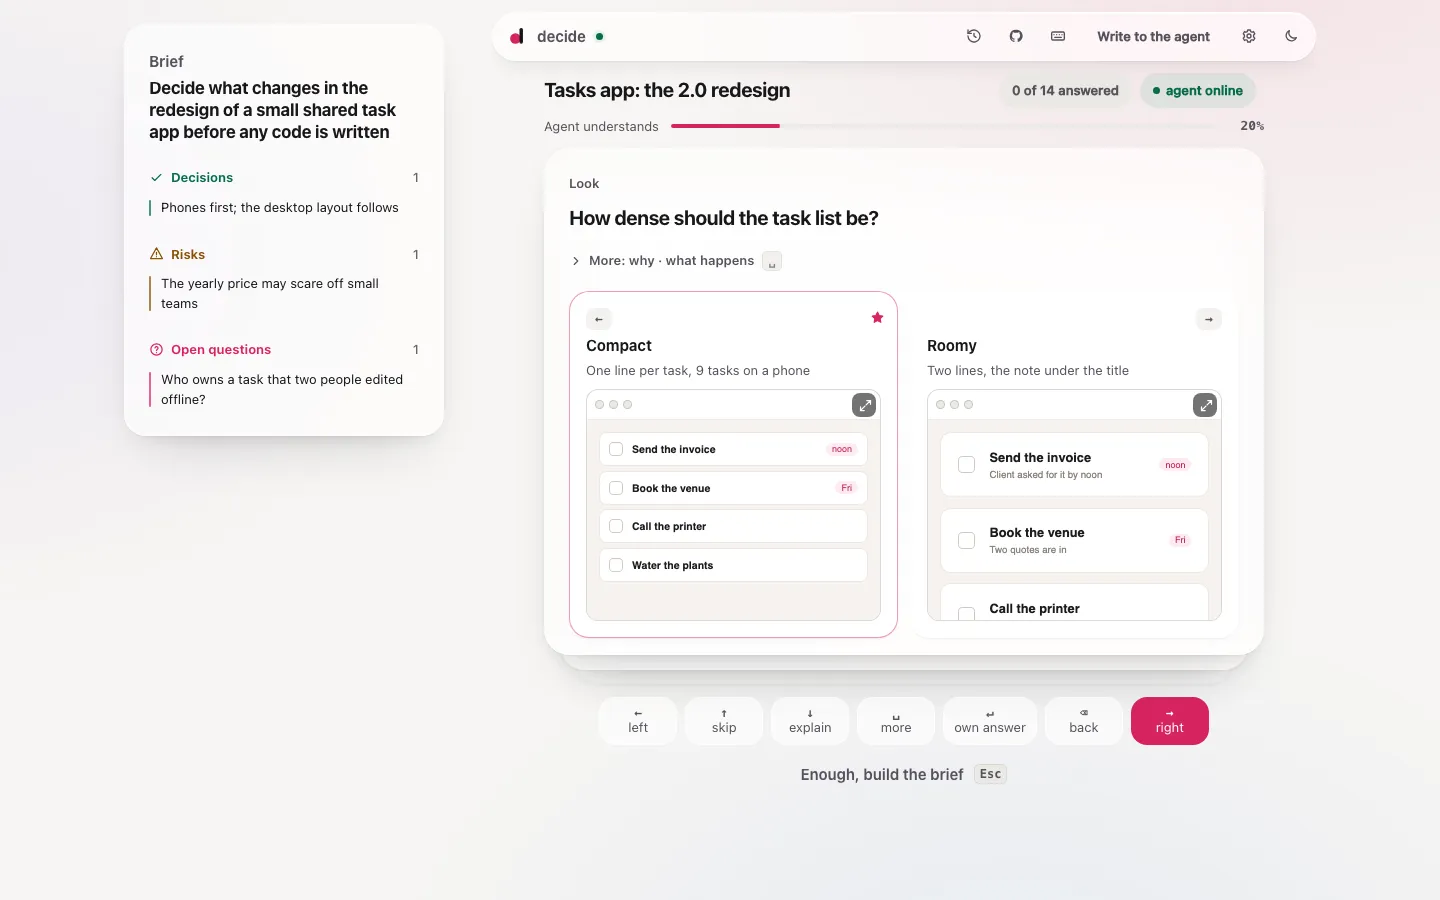 Brief
Decide what changes in the
redesign of a small shared task
app before any code is written
Decisions 1
Phones first; the desktop layout follows
Risks 1
The yearly price may scare off small
teams
Open questions 1
Who owns a task that two people edited
offline?
decide
Write to the agent
Tasks app: the 2.0 redesign
0 of 14 answered
agent online
Agent understands
20%
Look
How dense should the task list be?
More: why · what happens ␣
←
Compact
One line per task, 9 tasks on a phone
Send the invoice noon
Book the venue Fri
Call the printer
Water the plants
→
Roomy
Two lines, the note under the title
Send the invoice
Client asked for it by noon
noon
Book the venue
Two quotes are in
Fri
Call the printer
← left
↑ skip
↓ explain
␣ more
↵ own answer
⌫ back
→ right
Enough, build the brief Esc